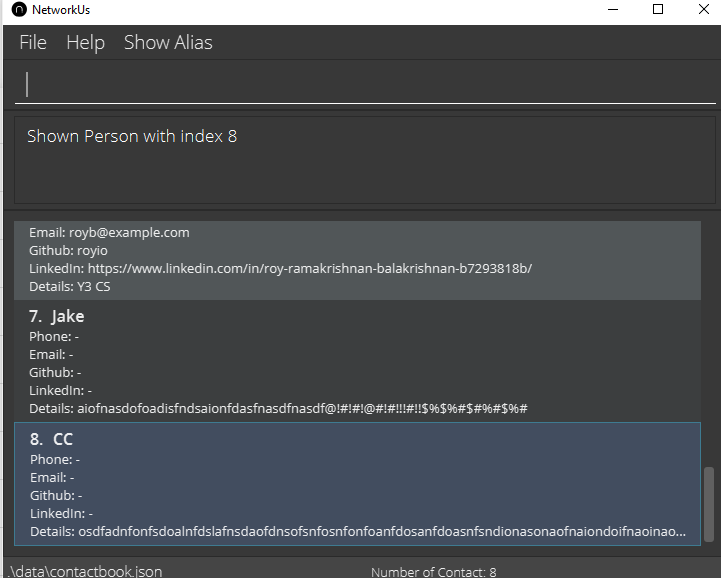 NetworkUs
File Help Show Alias
Shown Person with index 8
Email: royb@example.com
Github: royio
LinkedIn: https://www.linkedin.com/in/roy-ramakrishnan-balakrishnan-b7293818b/
Details: Y3 CS
7. Jake
Phone: -
Email: -
Github: -
LinkedIn: -
Details: aiofnasdofoadisfndsaionfdasfnasdfnasdf@!#!#!@#!#!!!#!!$%$%#$#%#$%#
8. CC
Phone: -
Email: -
Github: -
LinkedIn: -
Details: osdfadnfonfsdoalnfdslafnsdaofdnsofsnfosnfonfoanfdosanfdoasnfsndionasonaofnaiondoifnaoinao...
.\data\contactbook.json
Number of Contact: 8